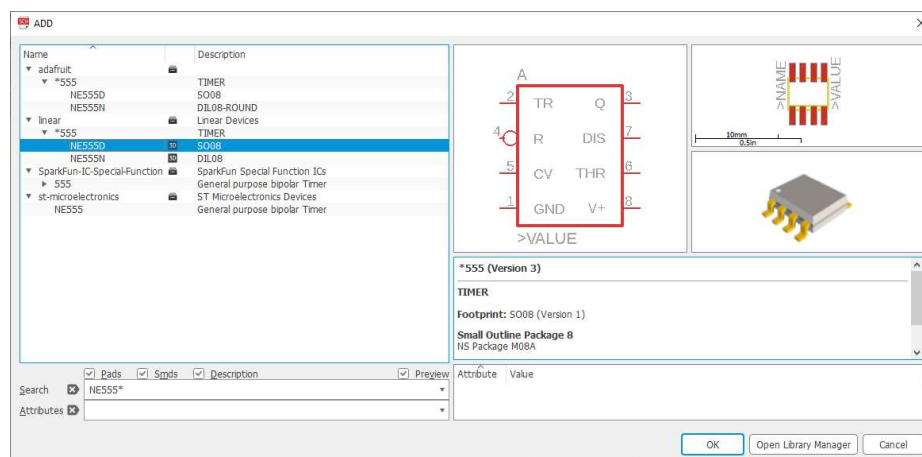 ADD
Name Description
adafruit
*555 TIMER
NE555D SO08
NE555N DIL08-ROUND
linear Linear Devices
*555 TIMER
NE555D 3D SO08
NE555N 3D DIL08
SparkFun-IC-Special-Function SparkFun Special Function ICs
555 General purpose bipolar Timer
st-microelectronics ST Microelectronics Devices
NE555 General purpose bipolar Timer
A
2 TR Q 3
4 R DIS 7
5 CV THR 6
1 GND V+ 8
>VALUE
>NAME
>VALUE
10mm
0.5in
*555 (Version 3)
TIMER
Footprint: SO08 (Version 1)
Small Outline Package 8
NS Package M08A
Pads Smds Description Preview
Search NE555*
Attributes
Attribute Value
OK Open Library Manager Cancel